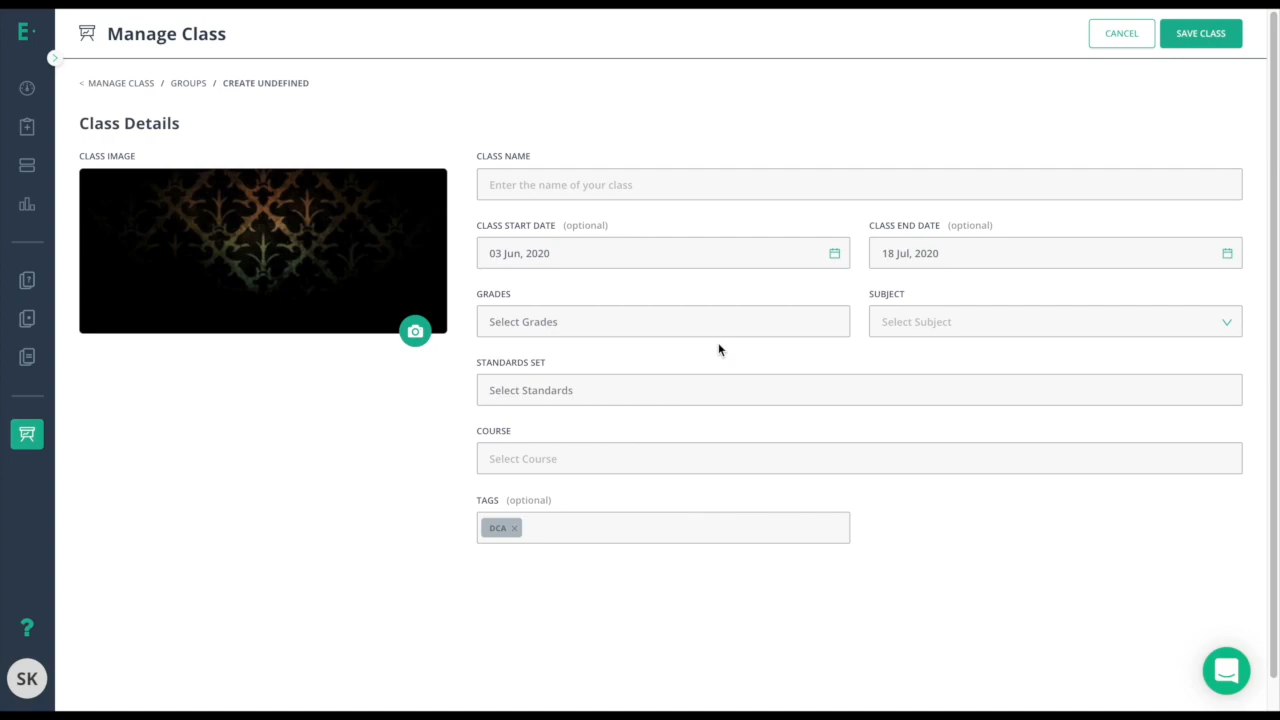 E·
Manage Class
CANCEL
SAVE CLASS
< MANAGE CLASS / GROUPS / CREATE UNDEFINED
Class Details
CLASS IMAGE
CLASS NAME
Enter the name of your class
CLASS START DATE (optional)
CLASS END DATE (optional)
03 Jun, 2020
18 Jul, 2020
GRADES
SUBJECT
Select Grades
Select Subject
STANDARDS SET
Select Standards
COURSE
Select Course
TAGS (optional)
DCA ×
?
SK